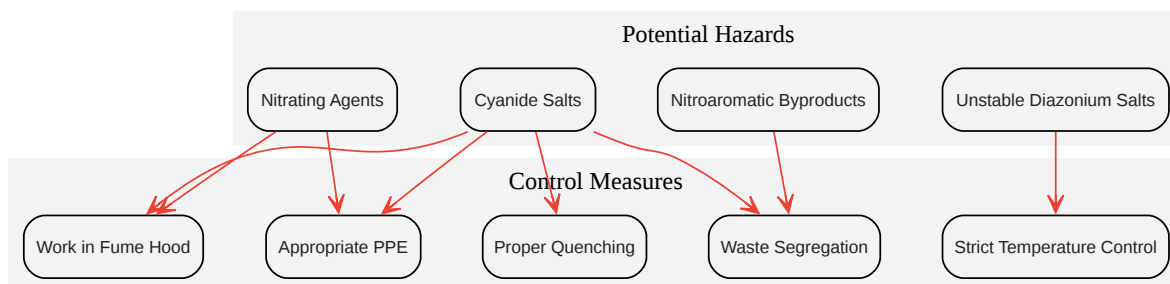 Potential Hazards
Nitrating Agents
Cyanide Salts
Nitroaromatic Byproducts
Unstable Diazonium Salts
Control Measures
Work in Fume Hood
Appropriate PPE
Proper Quenching
Waste Segregation
Strict Temperature Control